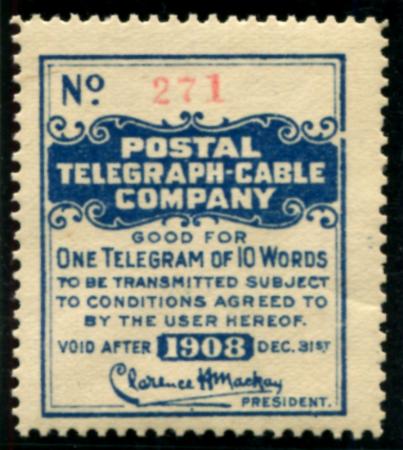 Nº 271
POSTAL
TELEGRAPH-CABLE
COMPANY
GOOD FOR
ONE TELEGRAM OF 10 WORDS
TO BE TRANSMITTED SUBJECT
TO CONDITIONS AGREED TO
BY THE USER HEREOF.
VOID AFTER 1908 DEC. 31ST
Clarence H Mackay
PRESIDENT.